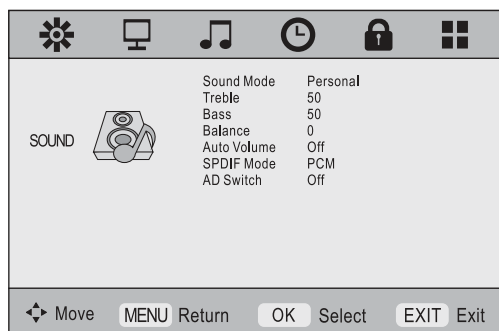 Sound Mode Personal
Treble 50
Bass 50
Balance 0
SOUND
Auto Volume Off
SPDIF Mode PCM
AD Switch Off
Move MENU Return OK Select EXIT Exit